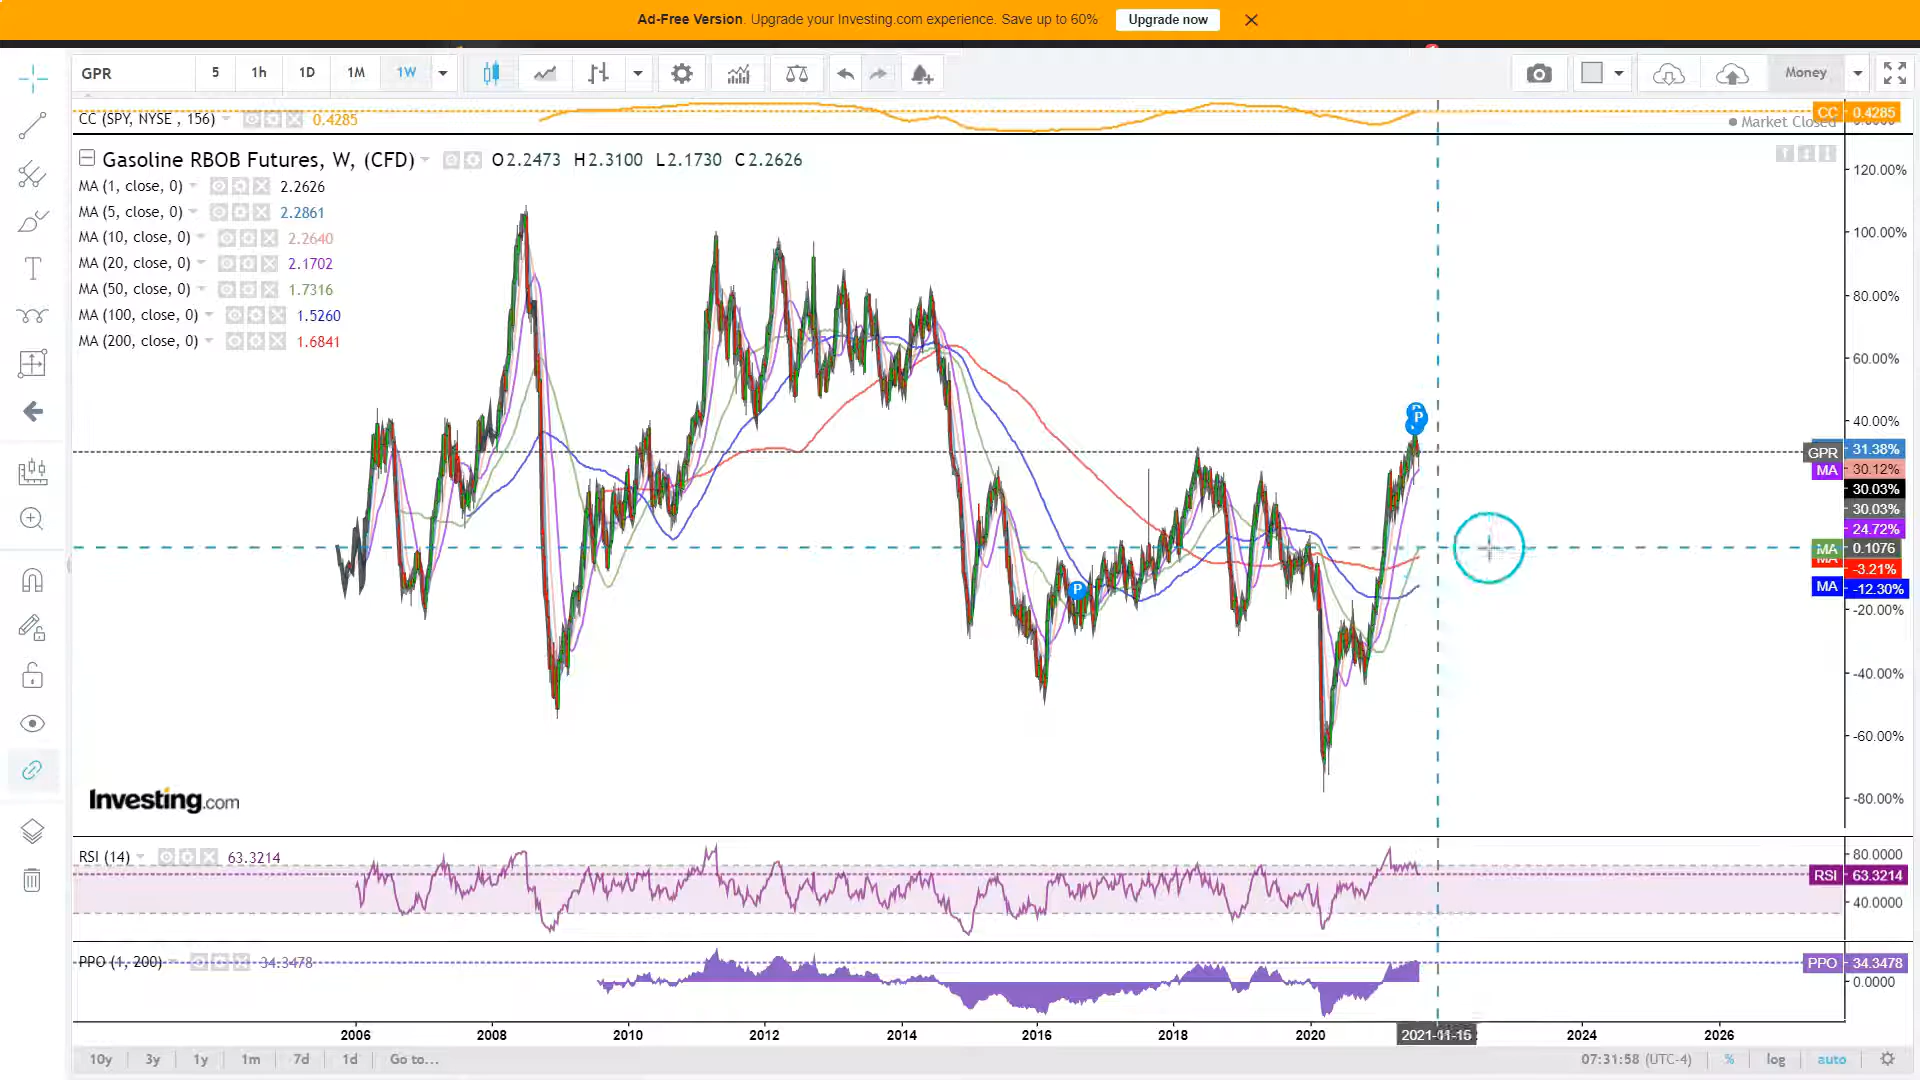 Ad-Free Version. Upgrade your Investing.com experience. Save up to 60% Upgrade now
GPR 5 1h 1D 1M 1W Money
CC (SPY, NYSE , 156) 0.4285
CC 0.4285
Market Closed
Gasoline RBOB Futures, W, (CFD) O2.2473 H2.3100 L2.1730 C2.2626
MA (1, close, 0) 2.2626
MA (5, close, 0) 2.2861
MA (10, close, 0) 2.2640
MA (20, close, 0) 2.1702
MA (50, close, 0) 1.7316
MA (100, close, 0) 1.5260
MA (200, close, 0) 1.6841
120.00%
100.00%
80.00%
60.00%
40.00%
P
P
GPR 31.38%
MA 30.12%
30.03%
30.03%
24.72%
MA 0.1076
MA -3.21%
MA -12.30%
-20.00%
-40.00%
-60.00%
-80.00%
Investing.com
RSI (14) 63.3214
80.0000
RSI 63.3214
40.0000
PPO (1, 200) 34.3478
PPO 34.3478
0.0000
2006 2008 2010 2012 2014 2016 2018 2020 2021-11-15 2024 2026
10y 3y 1y 1m 7d 1d Go to... 07:31:58 (UTC-4) % log auto